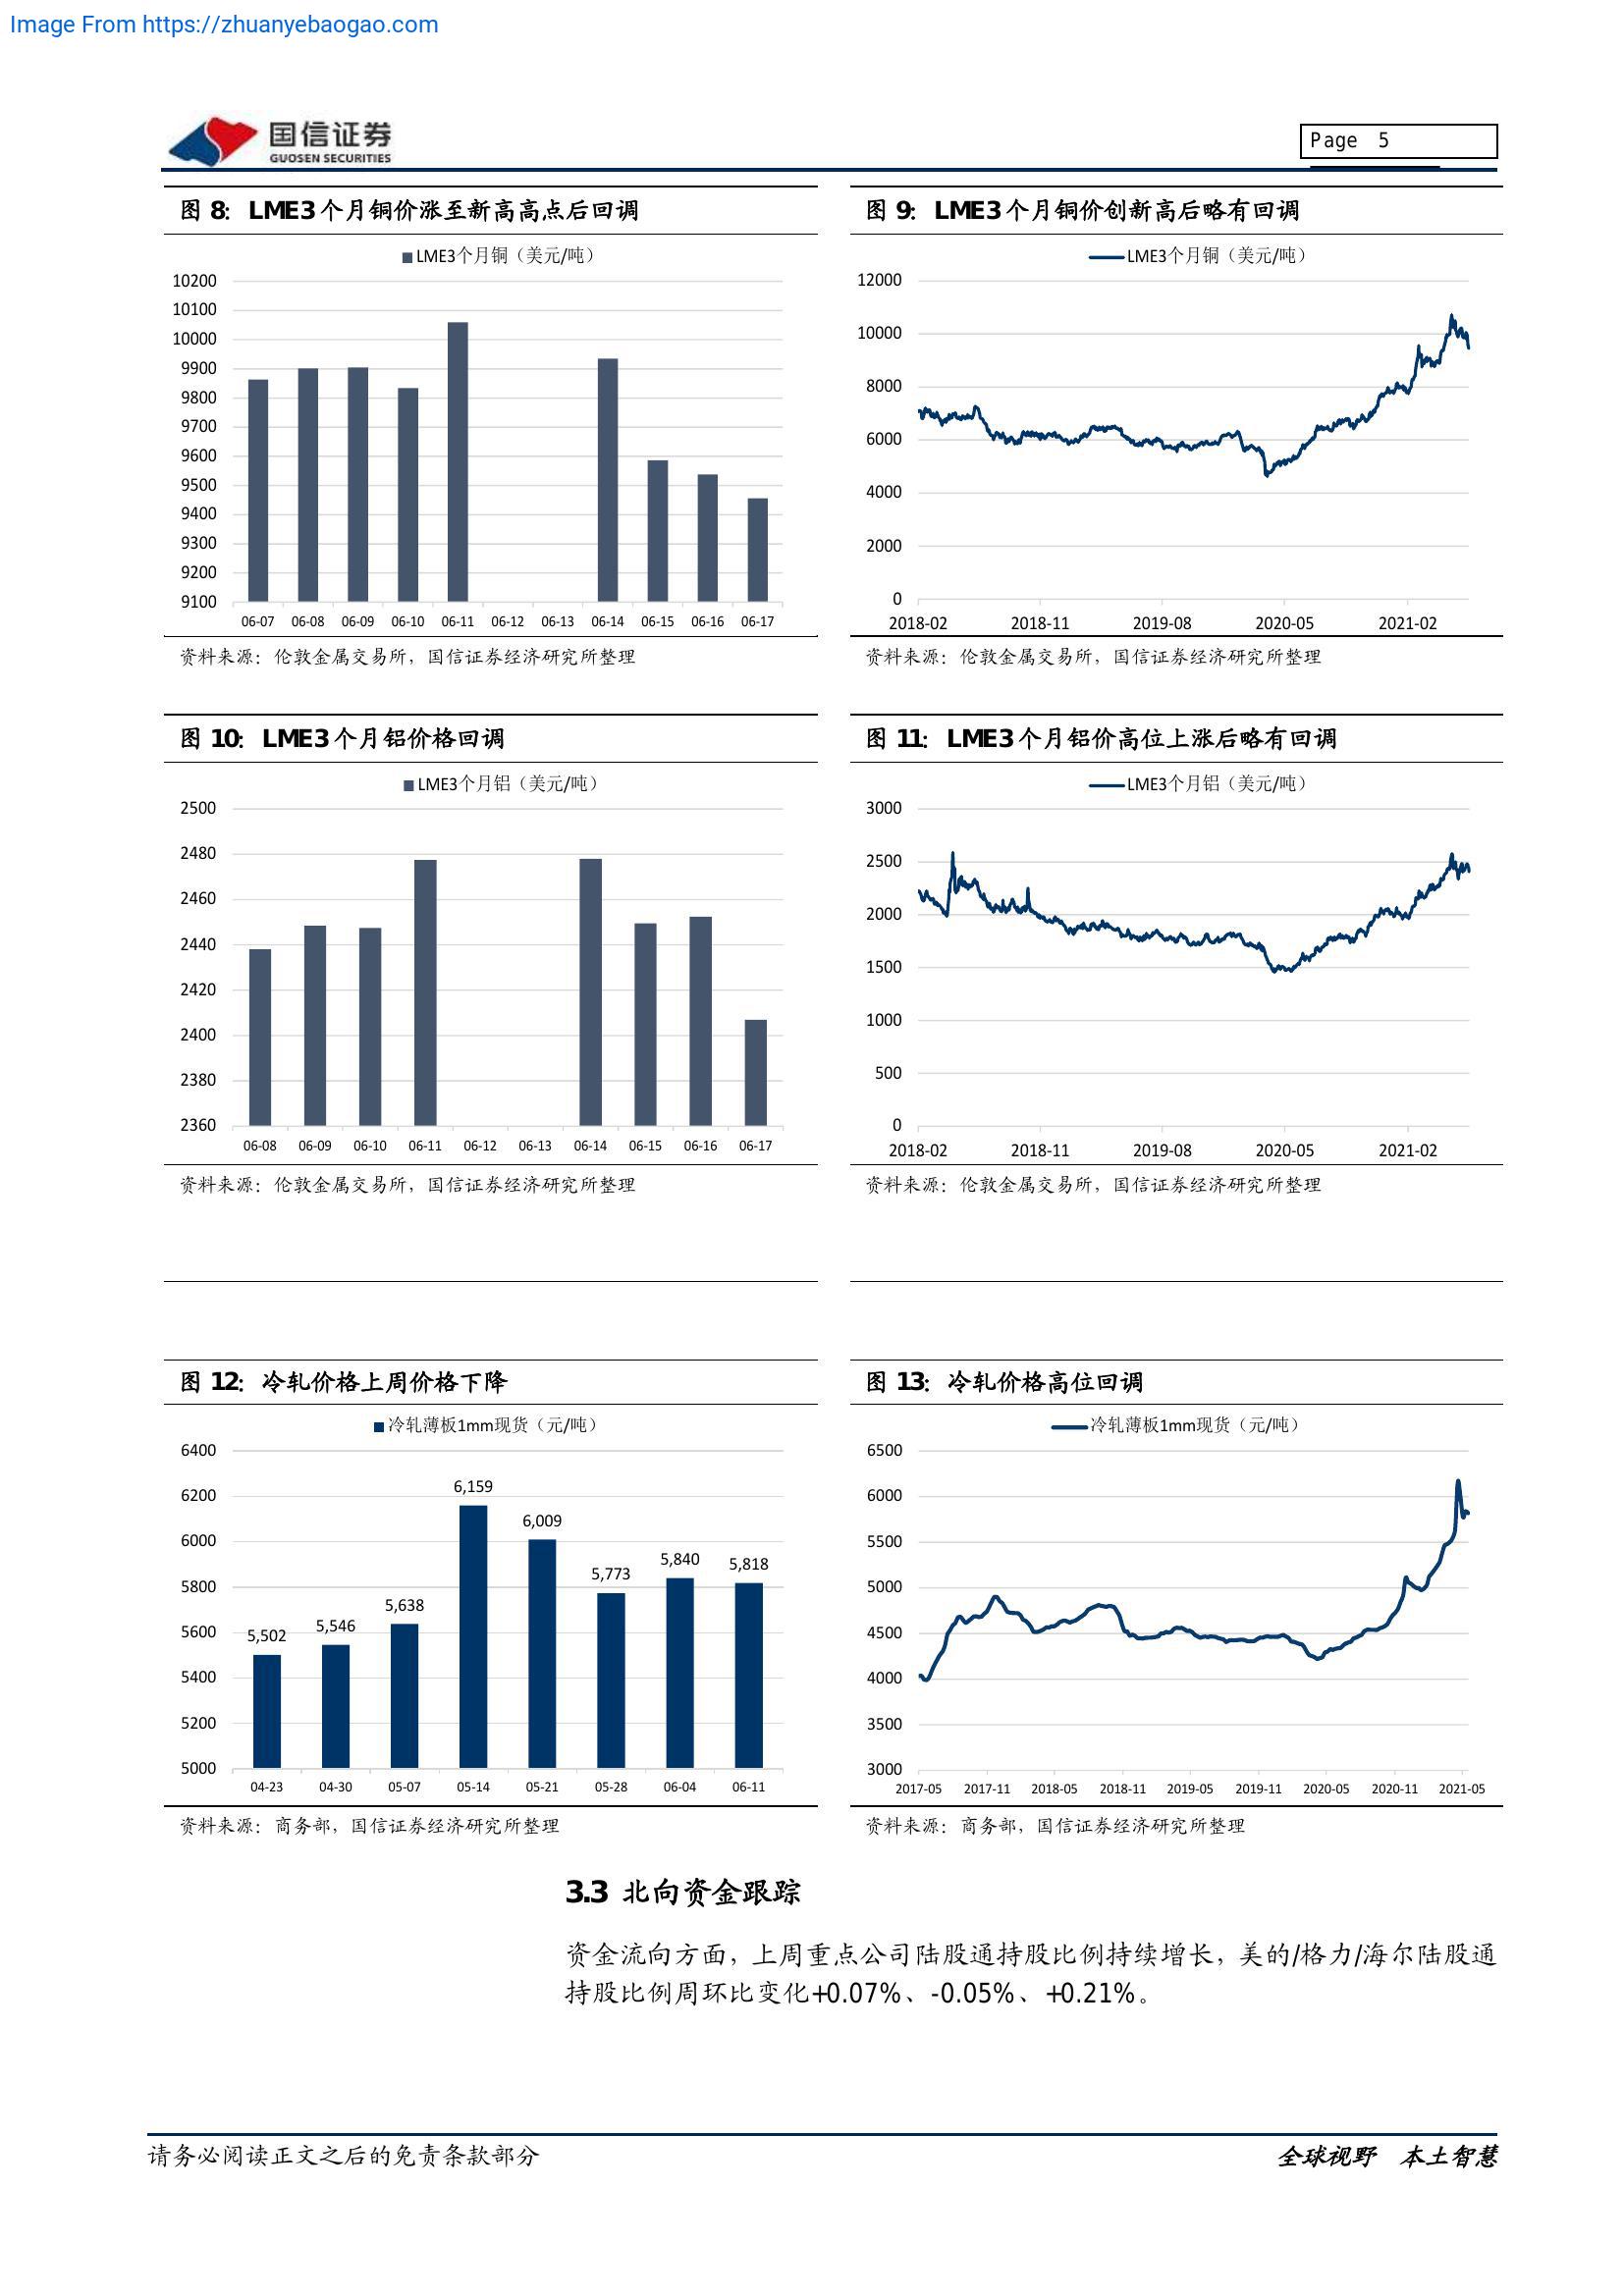 Image From https://zhuanyebaogao.com
国信证券
GUOSEN SECURITIES
Page 5
图 8: LME3 个月铜价涨至新高高点后回调
LME3个月铜（美元/吨）
10200
10100
10000
9900
9800
9700
9600
9500
9400
9300
9200
9100
06-07 06-08 06-09 06-10 06-11 06-12 06-13 06-14 06-15 06-16 06-17
资料来源：伦敦金属交易所，国信证券经济研究所整理
图 9: LME3 个月铜价创新高后略有回调
LME3个月铜（美元/吨）
12000
10000
8000
6000
4000
2000
0
2018-02 2018-11 2019-08 2020-05 2021-02
资料来源：伦敦金属交易所，国信证券经济研究所整理
图 10: LME3 个月铝价格回调
LME3个月铝（美元/吨）
2500
2480
2460
2440
2420
2400
2380
2360
06-08 06-09 06-10 06-11 06-12 06-13 06-14 06-15 06-16 06-17
资料来源：伦敦金属交易所，国信证券经济研究所整理
图 11: LME3 个月铝价高位上涨后略有回调
LME3个月铝（美元/吨）
3000
2500
2000
1500
1000
500
0
2018-02 2018-11 2019-08 2020-05 2021-02
资料来源：伦敦金属交易所，国信证券经济研究所整理
图 12: 冷轧价格上周价格下降
冷轧薄板1mm现货（元/吨）
6400
6200
6000
5800
5600
5400
5200
5000
5,502 5,546 5,638 6,159 6,009 5,773 5,840 5,818
04-23 04-30 05-07 05-14 05-21 05-28 06-04 06-11
资料来源：商务部，国信证券经济研究所整理
图 13: 冷轧价格高位回调
冷轧薄板1mm现货（元/吨）
6500
6000
5500
5000
4500
4000
3500
3000
2017-05 2017-11 2018-05 2018-11 2019-05 2019-11 2020-05 2020-11 2021-05
资料来源：商务部，国信证券经济研究所整理
3.3 北向资金跟踪
资金流向方面，上周重点公司陆股通持股比例持续增长，美的/格力/海尔陆股通
持股比例周环比变化+0.07%、-0.05%、+0.21%。
请务必阅读正文之后的免责条款部分
全球视野 本土智慧